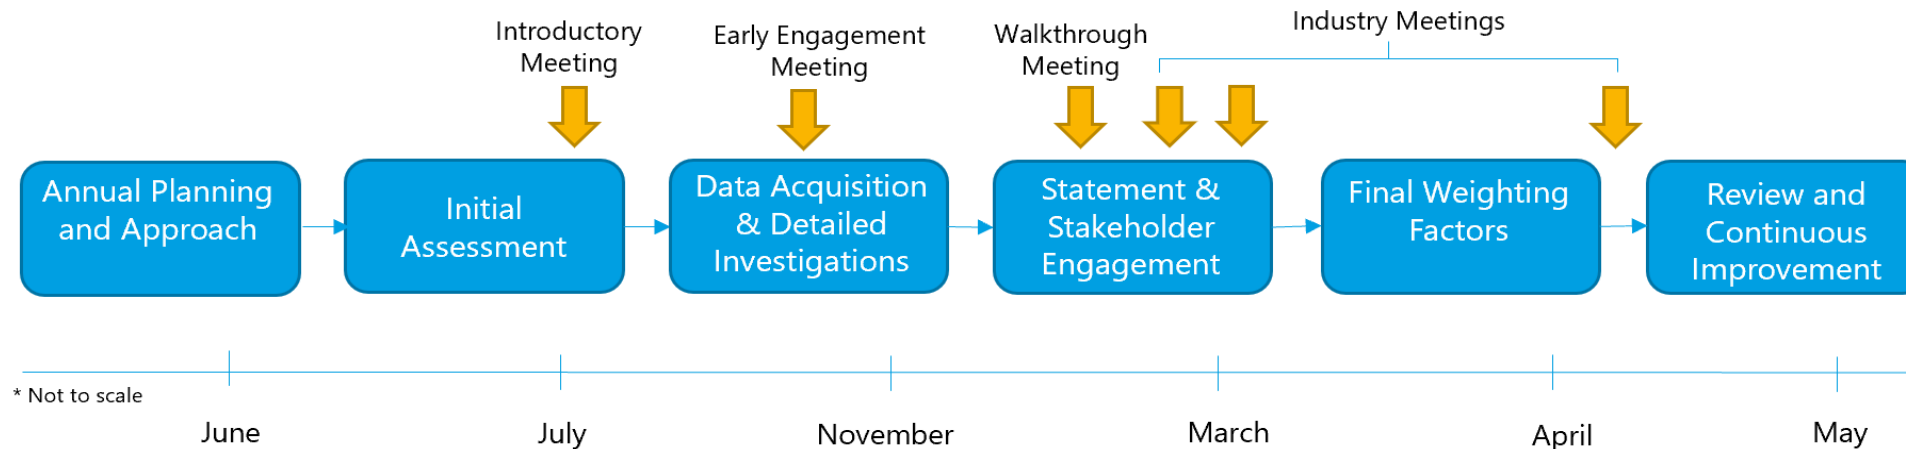 Introductory
Meeting
Early Engagement
Meeting
Walkthrough
Meeting
Industry Meetings
Annual Planning
and Approach
Initial
Assessment
Data Acquisition
& Detailed
Investigations
Statement &
Stakeholder
Engagement
Final Weighting
Factors
Review and
Continuous
Improvement
* Not to scale
June
July
November
March
April
May